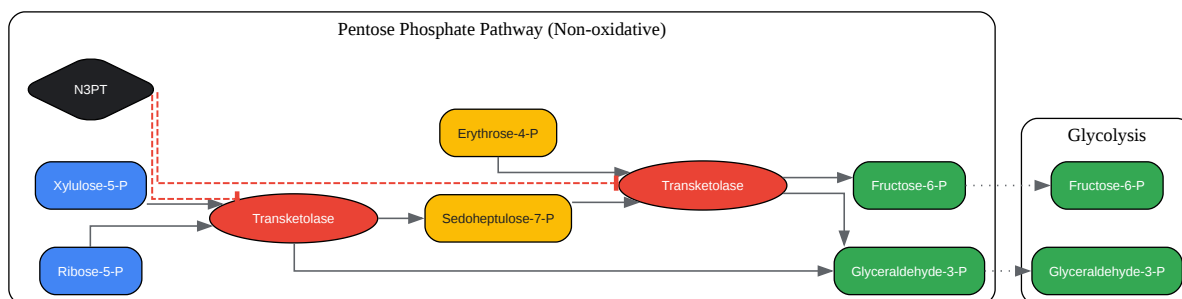 Pentose Phosphate Pathway (Non-oxidative)
N3PT
Erythrose-4-P
Glycolysis
Xylulose-5-P
Transketolase
Fructose-6-P
Fructose-6-P
Transketolase
Sedoheptulose-7-P
Ribose-5-P
Glyceraldehyde-3-P
Glyceraldehyde-3-P